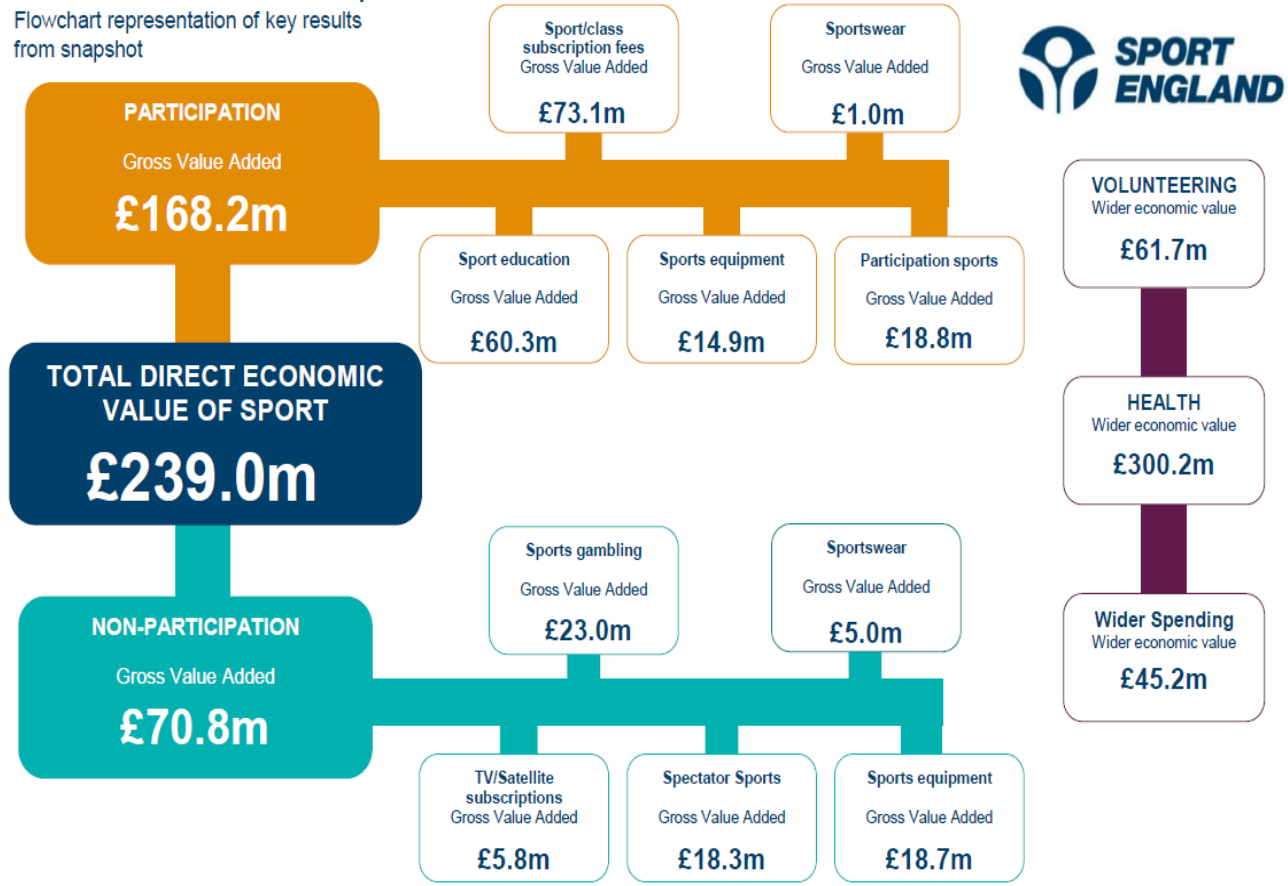 Flowchart representation of key results
from snapshot
SPORT
ENGLAND
PARTICIPATION
Gross Value Added
£168.2m
Sport/class
subscription fees
Gross Value Added
£73.1m
Sportswear
Gross Value Added
£1.0m
Sport education
Gross Value Added
£60.3m
Sports equipment
Gross Value Added
£14.9m
Participation sports
Gross Value Added
£18.8m
TOTAL DIRECT ECONOMIC
VALUE OF SPORT
£239.0m
NON-PARTICIPATION
Gross Value Added
£70.8m
Sports gambling
Gross Value Added
£23.0m
Sportswear
Gross Value Added
£5.0m
TV/Satellite
subscriptions
Gross Value Added
£5.8m
Spectator Sports
Gross Value Added
£18.3m
Sports equipment
Gross Value Added
£18.7m
VOLUNTEERING
Wider economic value
£61.7m
HEALTH
Wider economic value
£300.2m
Wider Spending
Wider economic value
£45.2m